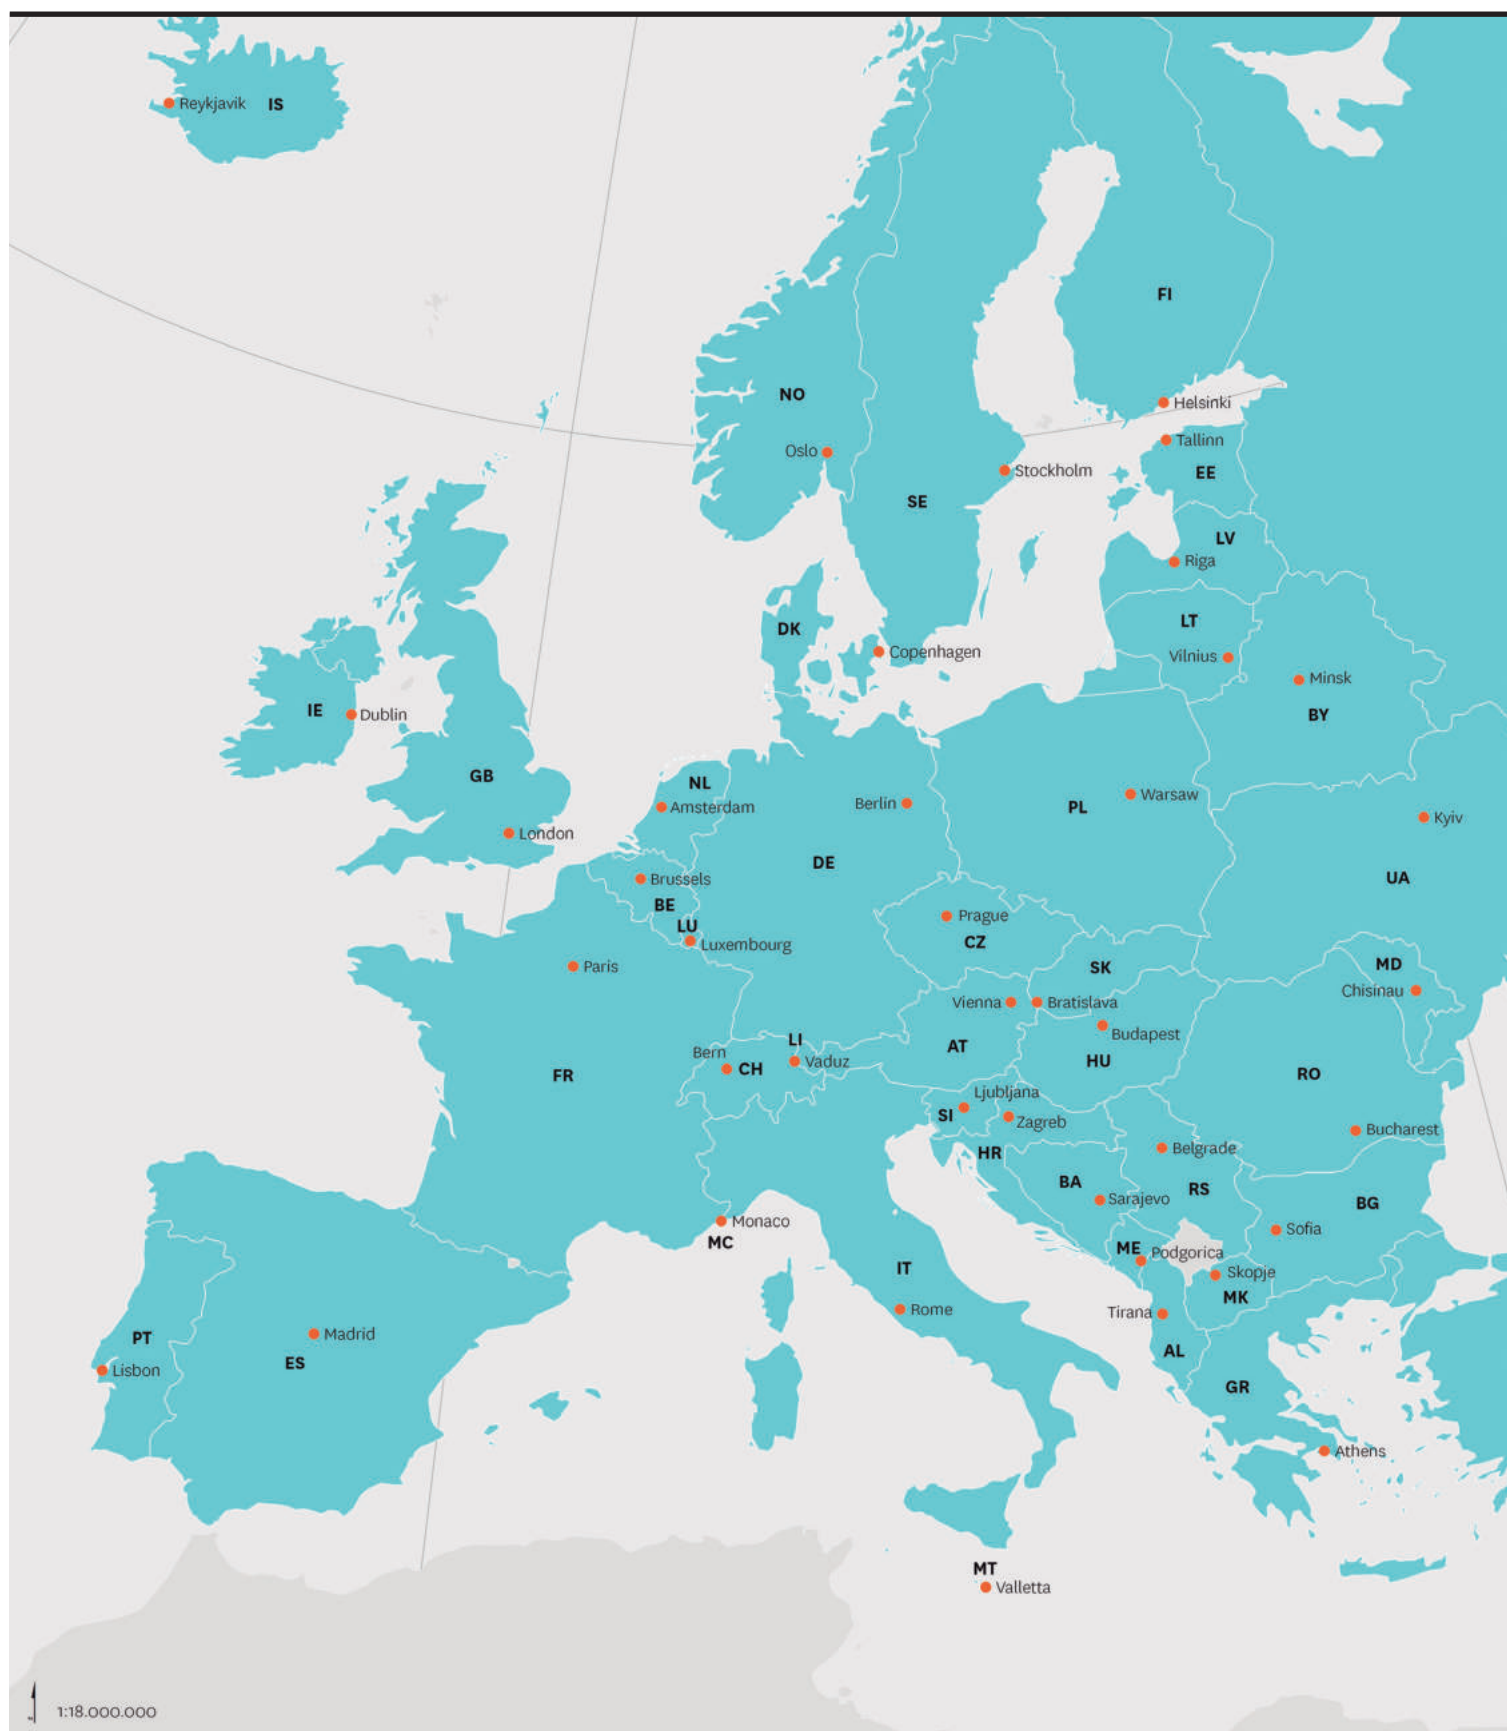 Reykjavik
IS
FI
NO
Helsinki
Oslo
Tallinn
Stockholm
EE
SE
LV
Riga
LT
DK
Copenhagen
Vilnius
Minsk
IE
Dublin
BY
GB
NL
Amsterdam
Berlin
PL
Warsaw
London
Kyiv
DE
Brussels
UA
BE
Prague
LU
Luxembourg
CZ
Paris
SK
MD
Chisinau
Vienna
Bratislava
Budapest
LI
AT
Bern
CH
Vaduz
HU
FR
RO
Ljubljana
SI
Zagreb
Bucharest
HR
Belgrade
BA
RS
Sarajevo
BG
Monaco
Sofia
MC
ME
Podgorica
IT
Skopje
MK
Rome
Tirana
PT
Madrid
AL
ES
Lisbon
GR
Athens
MT
Valletta
1:18.000.000